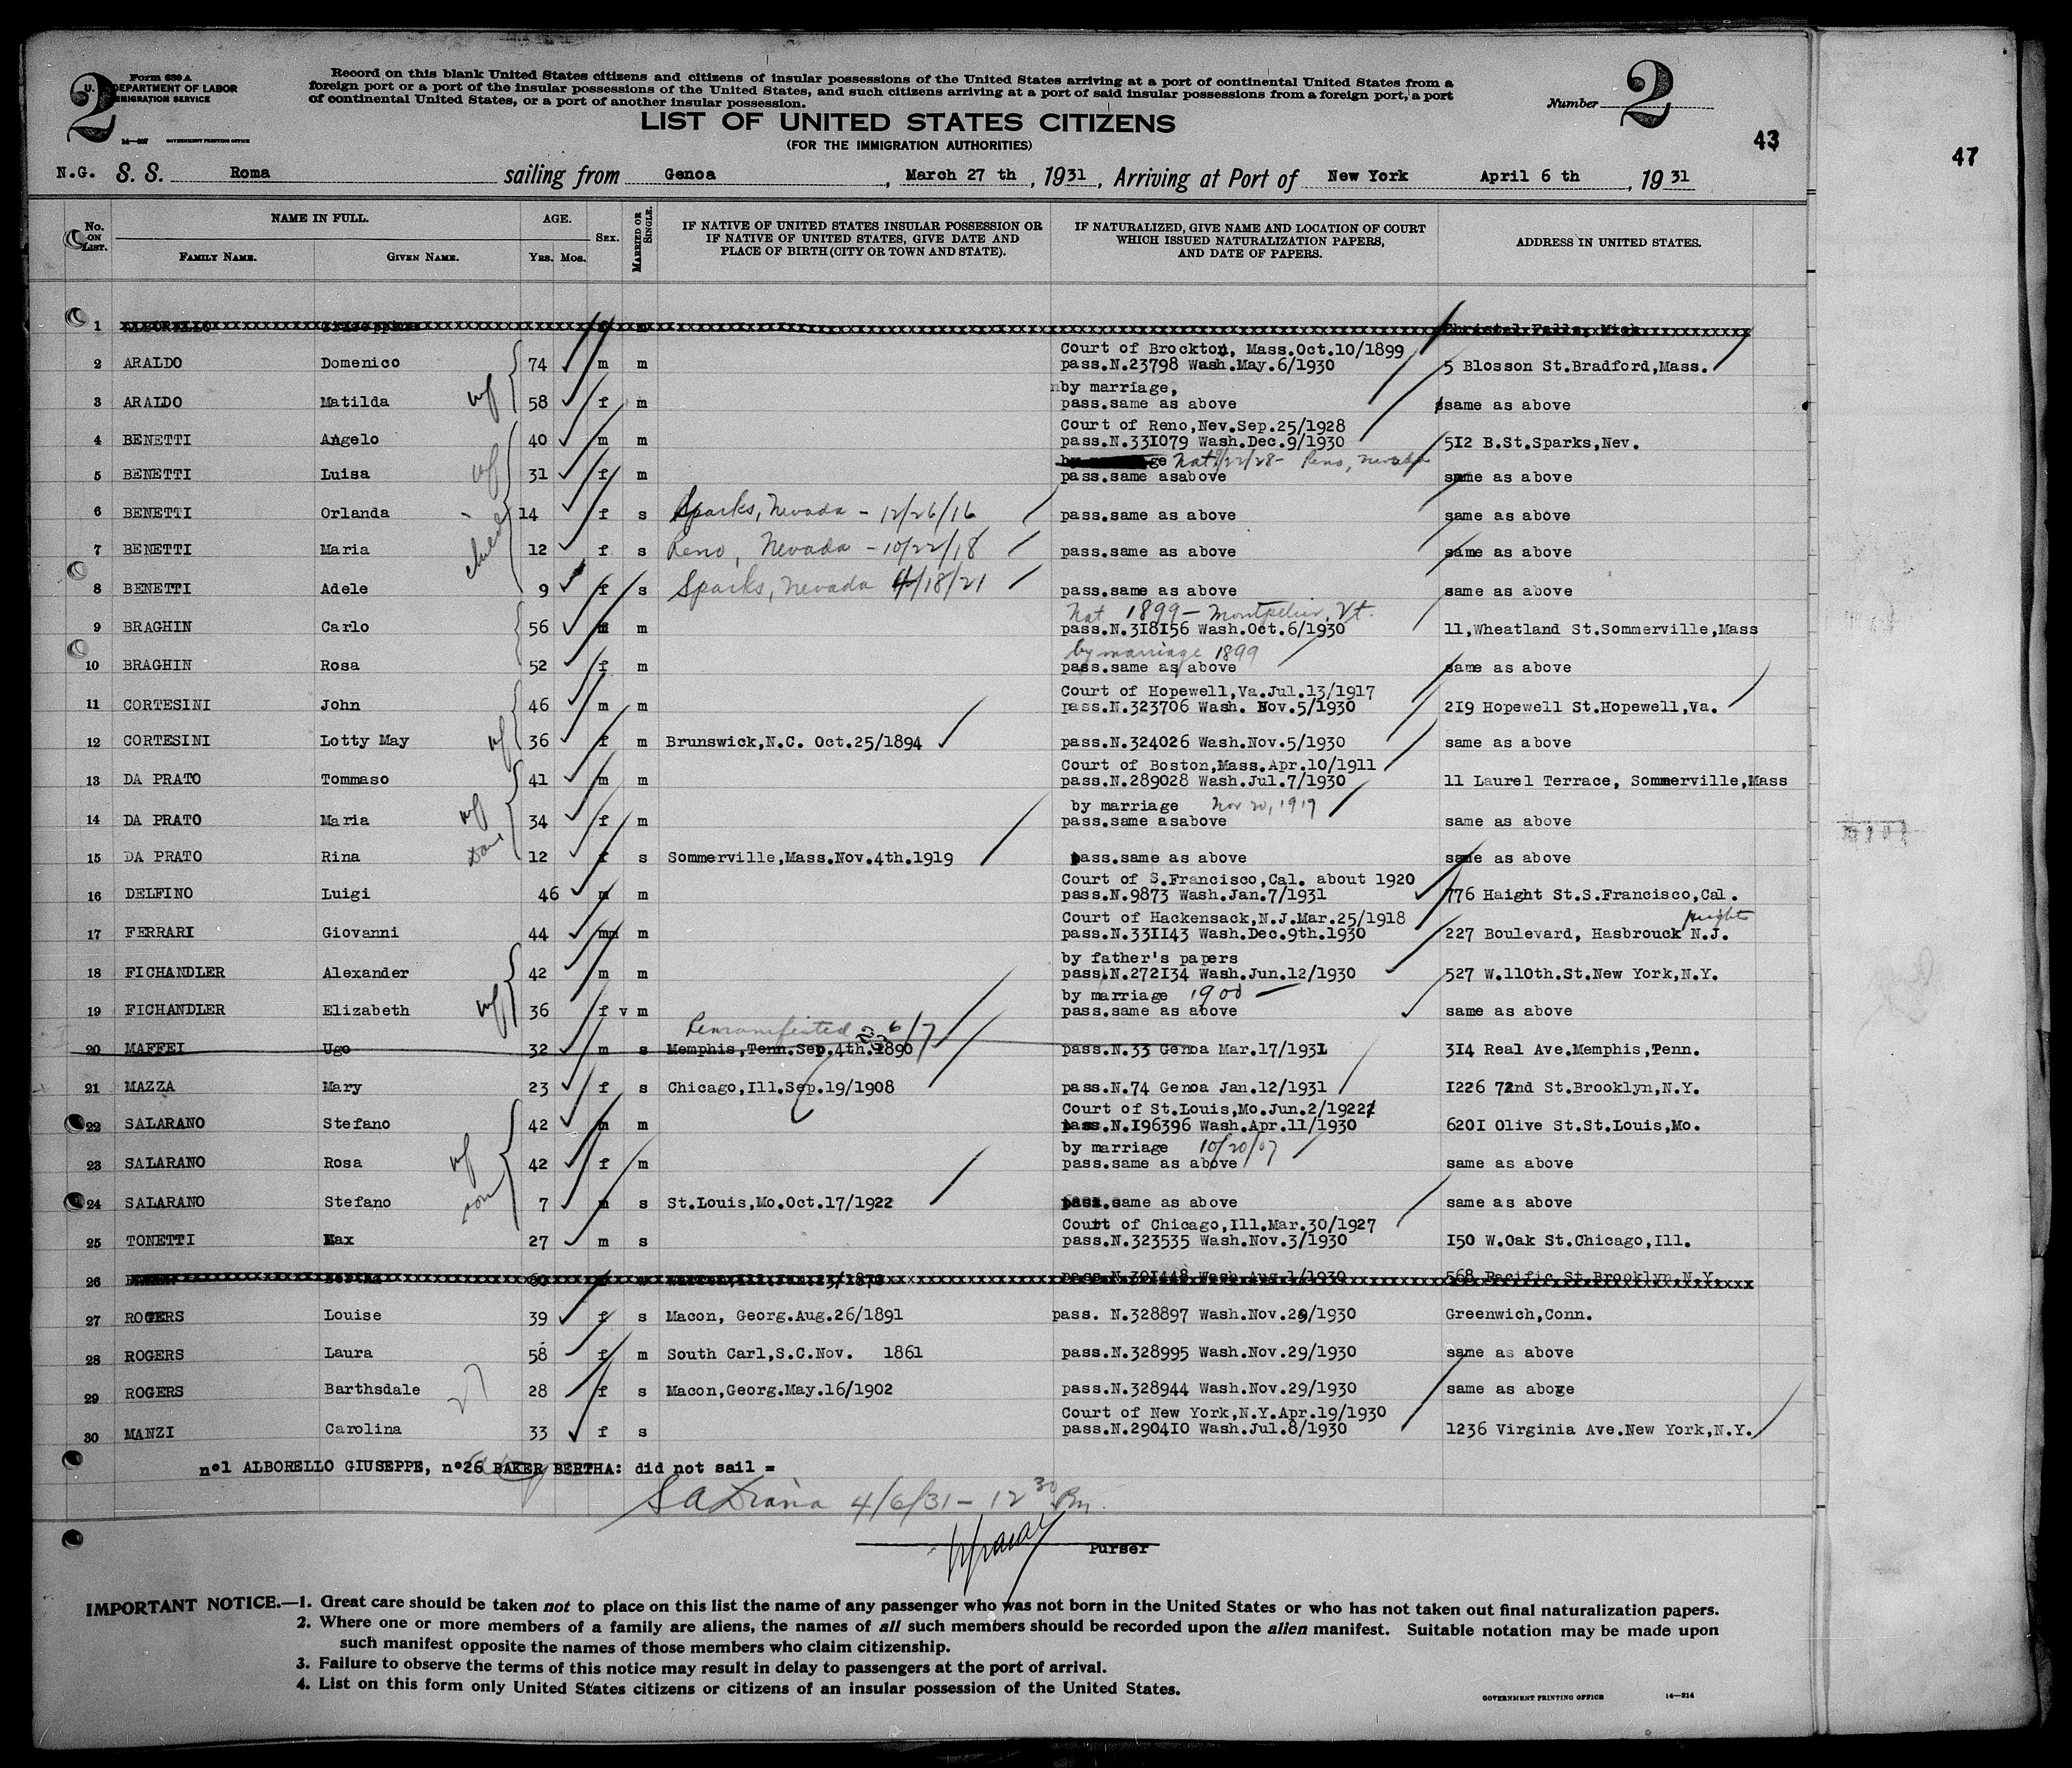 2
Form 630 A
U. S. DEPARTMENT OF LABOR
IMMIGRATION SERVICE
GOVERNMENT PRINTING OFFICE
Record on this blank United States citizens and citizens of insular possessions of the United States arriving at a port of continental United States from a
foreign port or a port of the insular possessions of the United States, and such citizens arriving at a port of said insular possessions from a foreign port, a port
of continental United States, or a port of another insular possession.
Number 2
LIST OF UNITED STATES CITIZENS
(FOR THE IMMIGRATION AUTHORITIES)
43
47
N.G. S. S. Roma sailing from Genoa, March 27 th, 1931, Arriving at Port of New York April 6 th, 1931
No. ON LIST. NAME IN FULL. FAMILY NAME. GIVEN NAME. AGE. YRS. MOS. SEX. MARRIED OR SINGLE. IF NATIVE OF UNITED STATES INSULAR POSSESSION OR IF NATIVE OF UNITED STATES, GIVE DATE AND PLACE OF BIRTH (CITY OR TOWN AND STATE). IF NATURALIZED, GIVE NAME AND LOCATION OF COURT WHICH ISSUED NATURALIZATION PAPERS, AND DATE OF PAPERS. ADDRESS IN UNITED STATES.
1 ALBORELLO Giuseppe m Christal Falls, Mich
Court of Brockton, Mass.Oct.10/1899
2 ARALDO Domenico 74 m m pass.N.23798 Wash.May.6/1930 5 Blosson St.Bradford,Mass.
by marriage,
3 ARALDO Matilda wf 58 f m pass.same as above same as above
Court of Reno,Nev.Sep.25/1928
4 BENETTI Angelo 40 m m pass.N.331079 Wash.Dec.9/1930 512 B.St.Sparks,Nev.
Nat 9/22/28 - Reno, Nevada
5 BENETTI Luisa wf 31 f m pass.same asabove same as above
6 BENETTI Orlanda 14 f s Sparks, Nevada - 12/26/16 pass.same as above same as above
7 BENETTI Maria 12 f s Reno, Nevada - 10/22/18 pass.same as above same as above
8 BENETTI Adele 9 f s Sparks, Nevada 4/18/21 pass.same as above same as above
Nat 1899 - Montpelier, Vt.
9 BRAGHIN Carlo 56 m m pass.N.318156 Wash.Oct.6/1930 11,Wheatland St.Sommerville,Mass
by marriage 1899
10 BRAGHIN Rosa 52 f m pass.same as above same as above
Court of Hopewell,Va.Jul.13/1917
11 CORTESINI John 46 m m pass.N.323706 Wash. Nov.5/1930 219 Hopewell St.Hopewell,Va.
12 CORTESINI Lotty May wf 36 f m Brunswick,N.C. Oct.25/1894 pass.N.324026 Wash.Nov.5/1930 same as above
Court of Boston,Mass.Apr.10/1911
13 DA PRATO Tommaso 41 m m pass.N.289028 Wash.Jul.7/1930 11 Laurel Terrace, Sommerville,Mass
by marriage Nov 20, 1919
14 DA PRATO Maria wf 34 f m pass.same asabove same as above
15 DA PRATO Rina 12 f s Sommerville,Mass.Nov.4th.1919 pass.same as above same as above
Court of S.Francisco,Cal. about 1920
16 DELFINO Luigi 46 m m pass.N.9873 Wash.Jan.7/1931 776 Haight St.S.Francisco,Cal.
Court of Hackensack,N.J.Mar.25/1918 Heights
17 FERRARI Giovanni 44 mm m pass.N.331143 Wash.Dec.9th.1930 227 Boulevard, Hasbrouck N.J.
by father's papers
18 FICHANDLER Alexander 42 m m pass.N.272134 Wash.Jun.12/1930 527 W.110th.St.New York,N.Y.
by marriage 1900
19 FICHANDLER Elizabeth wf 36 f v m pass.same as above same as above
Remanifested 6/7
20 MAFFEI Ugo 32 m s Memphis,Tenn.Sep.4th.1890 pass.N.33 Genoa Mar.17/1931 314 Real Ave.Memphis,Tenn.
21 MAZZA Mary 23 f s Chicago,Ill.Sep.19/1908 pass.N.74 Genoa Jan.12/1931 1226 72nd St.Brooklyn,N.Y.
Court of St.Louis,Mo.Jun.2/1922
22 SALARANO Stefano 42 m m pass.N.196396 Wash.Apr.11/1930 6201 Olive St.St.Louis,Mo.
by marriage 10/20/07
23 SALARANO Rosa wf 42 f m pass.same as above same as above
24 SALARANO Stefano son 7 m s St.Louis,Mo.Oct.17/1922 pass.same as above same as above
Court of Chicago,Ill.Mar.30/1927
25 TONETTI Max 27 m s pass.N.323535 Wash.Nov.3/1930 150 W.Oak St.Chicago,Ill.
26 60 pass.N.301448 Wash.Aug.1/1930 568 Pacific St.Brooklyn,N.Y.
27 ROGERS Louise 39 f s Macon, Georg.Aug.26/1891 pass. N.328897 Wash.Nov.29/1930 Greenwich,Conn.
28 ROGERS Laura 58 f m South Carl,S.C.Nov. 1861 pass.N.328995 Wash.Nov.29/1930 same as above
29 ROGERS Barthsdale 28 f s Macon,Georg.May.16/1902 pass.N.328944 Wash.Nov.29/1930 same as above
Court of New York,N.Y.Apr.19/1930
30 MANZI Carolina 33 f s pass.N.290410 Wash.Jul.8/1930 1236 Virginia Ave.New York,N.Y.
n°1 ALBORELLO GIUSEPPE, n°26 BAKER BERTHA: did not sail =
4/6/31 - 12 30 Pm.
Purser
IMPORTANT NOTICE.—1. Great care should be taken not to place on this list the name of any passenger who was not born in the United States or who has not taken out final naturalization papers.
2. Where one or more members of a family are aliens, the names of all such members should be recorded upon the alien manifest. Suitable notation may be made upon
such manifest opposite the names of those members who claim citizenship.
3. Failure to observe the terms of this notice may result in delay to passengers at the port of arrival.
4. List on this form only United States citizens or citizens of an insular possession of the United States.
GOVERNMENT PRINTING OFFICE 14—314